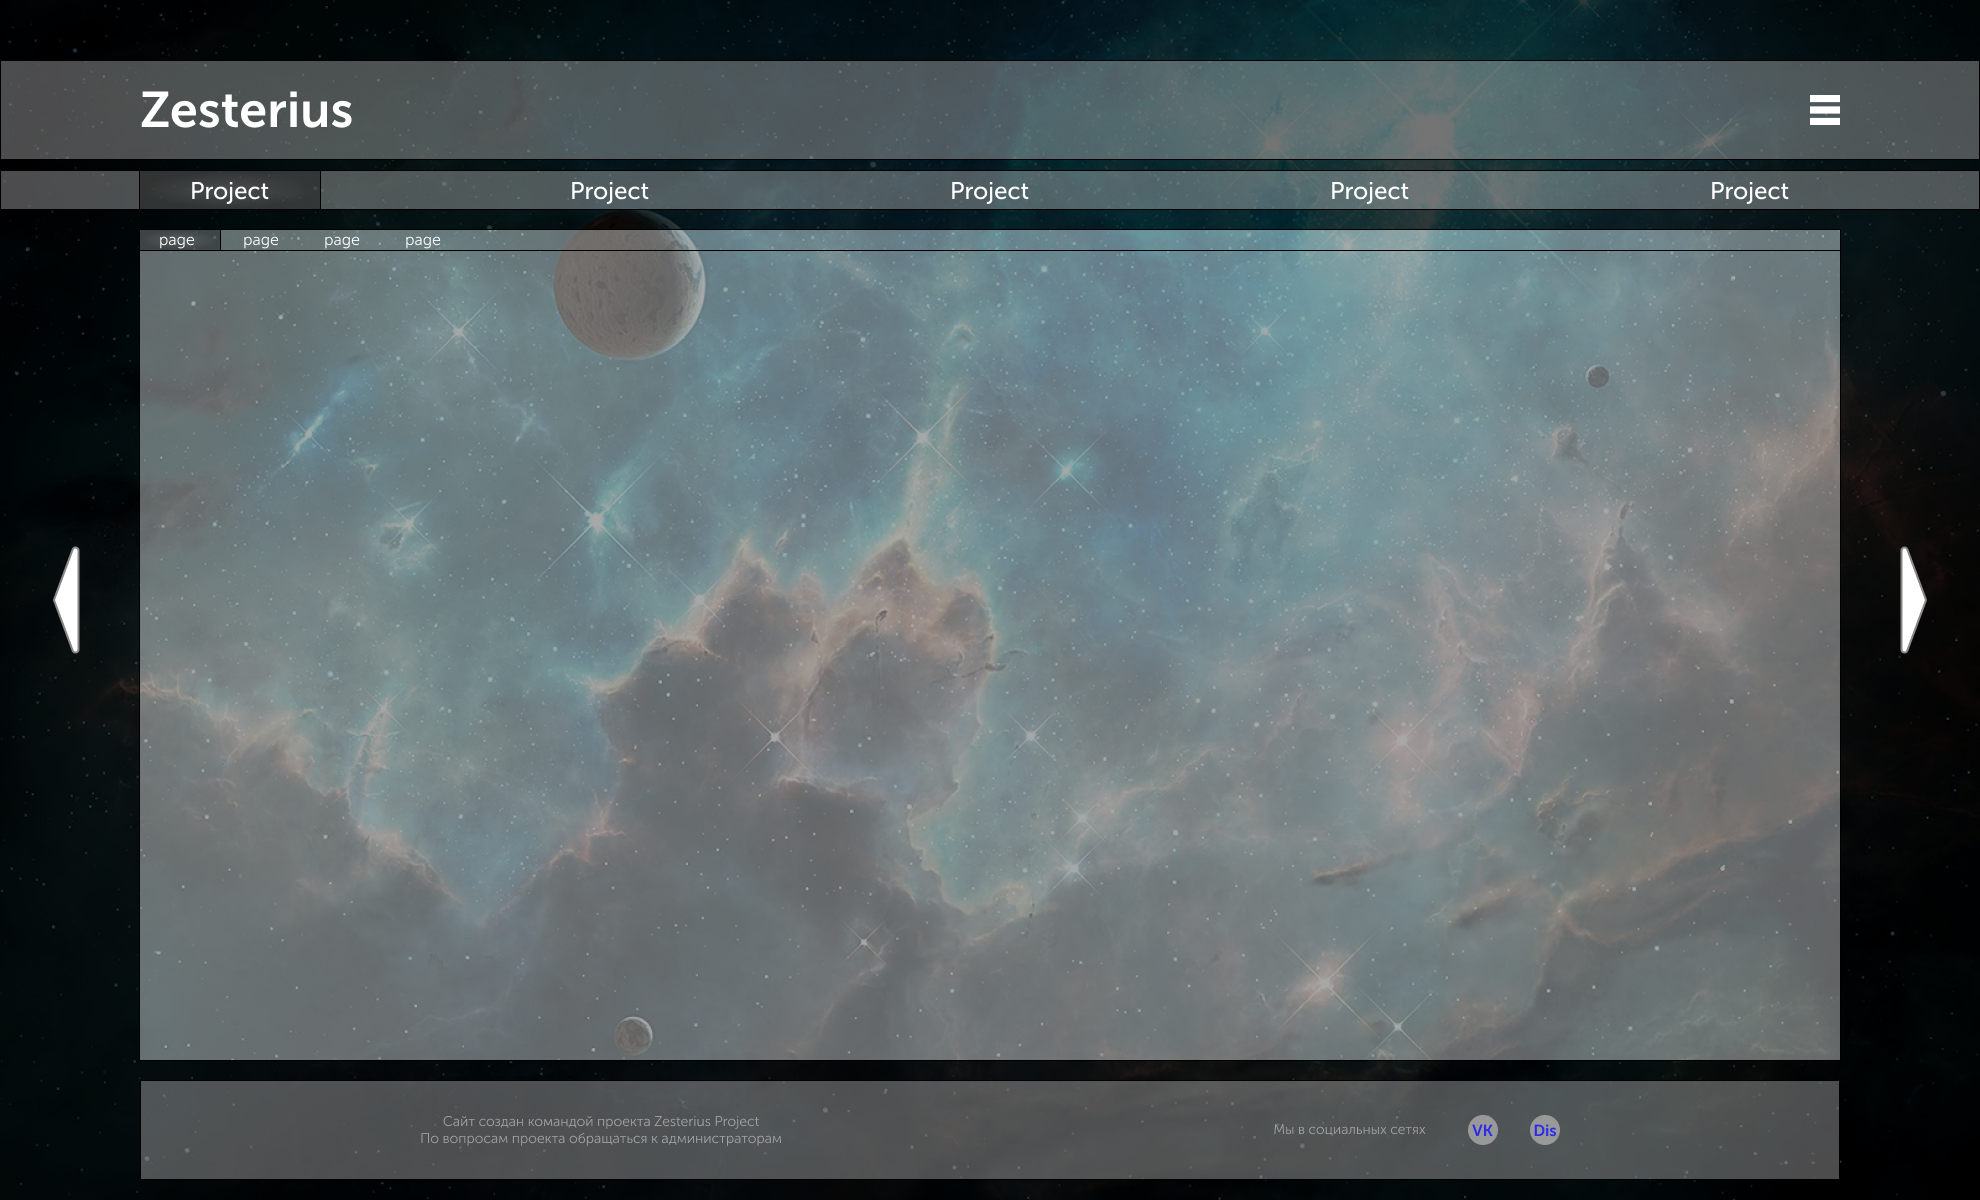 Zesterius
Project Project Project Project Project
page page page page
Сайт создан командой проекта Zesterius Project
По вопросам проекта обращаться к администраторам
Мы в социальных сетях VK Dis